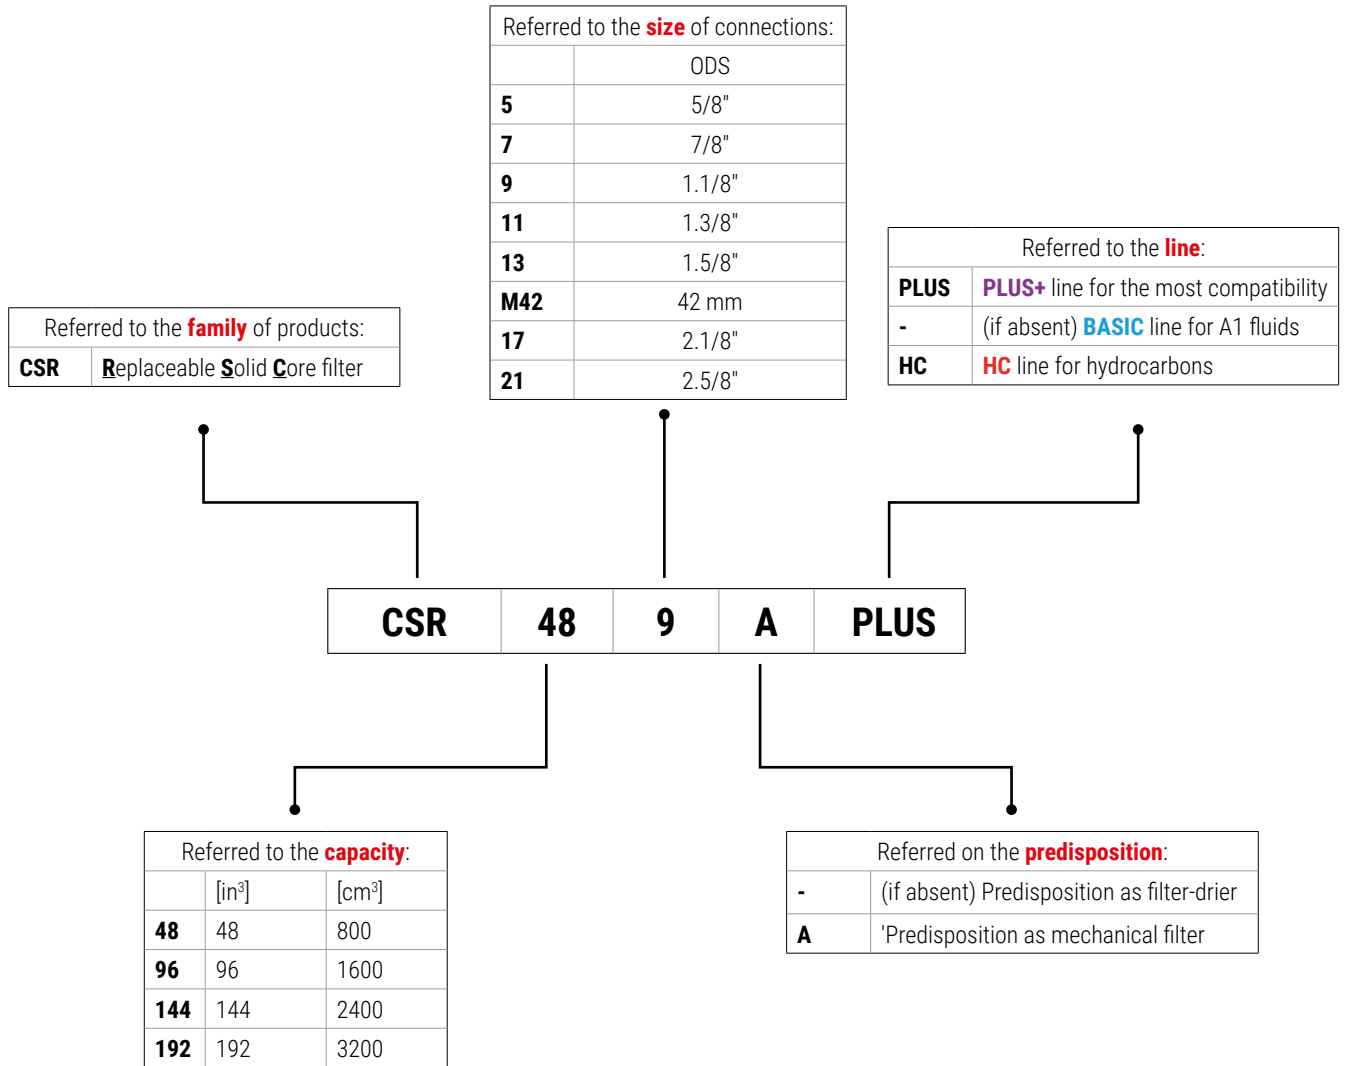 Referred to the size of connections:
ODS
5 5/8"
7 7/8"
9 1.1/8"
11 1.3/8"
13 1.5/8"
M42 42 mm
17 2.1/8"
21 2.5/8"
Referred to the line:
PLUS PLUS+ line for the most compatibility
- (if absent) BASIC line for A1 fluids
HC HC line for hydrocarbons
Referred to the family of products:
CSR Replaceable Solid Core filter
CSR 48 9 A PLUS
Referred to the capacity:
[in³] [cm³]
48 48 800
96 96 1600
144 144 2400
192 192 3200
Referred on the predisposition:
- (if absent) Predisposition as filter-drier
A 'Predisposition as mechanical filter